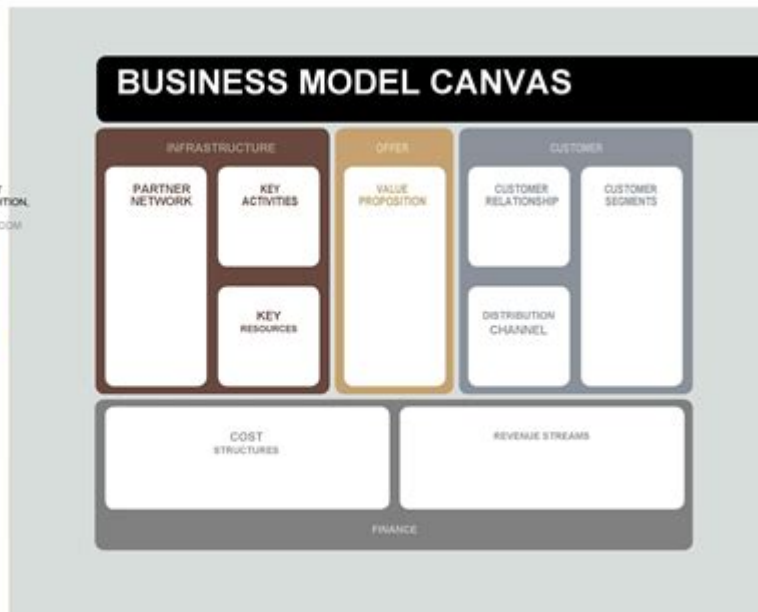 BUSINESS MODEL CANVAS
INFRASTRUCTURE
PARTNER
NETWORK
KEY
ACTIVITIES
KEY
RESOURCES
OFFER
VALUE
PROPOSITION
CUSTOMER
CUSTOMER
RELATIONSHIP
DISTRIBUTION
CHANNEL
CUSTOMER
SEGMENTS
COST
STRUCTURES
REVENUE STREAMS
FINANCE